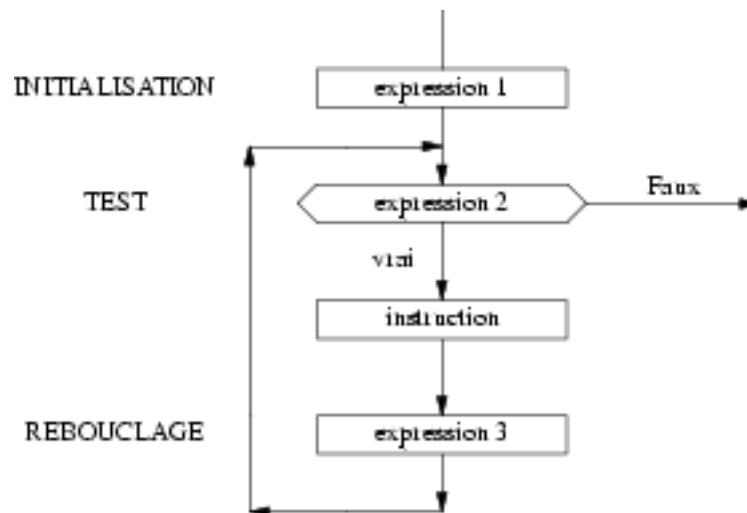 INITIALISATION
expression 1
TEST
expression 2
Faux
vrai
instruction
REBOUCLAGE
expression 3